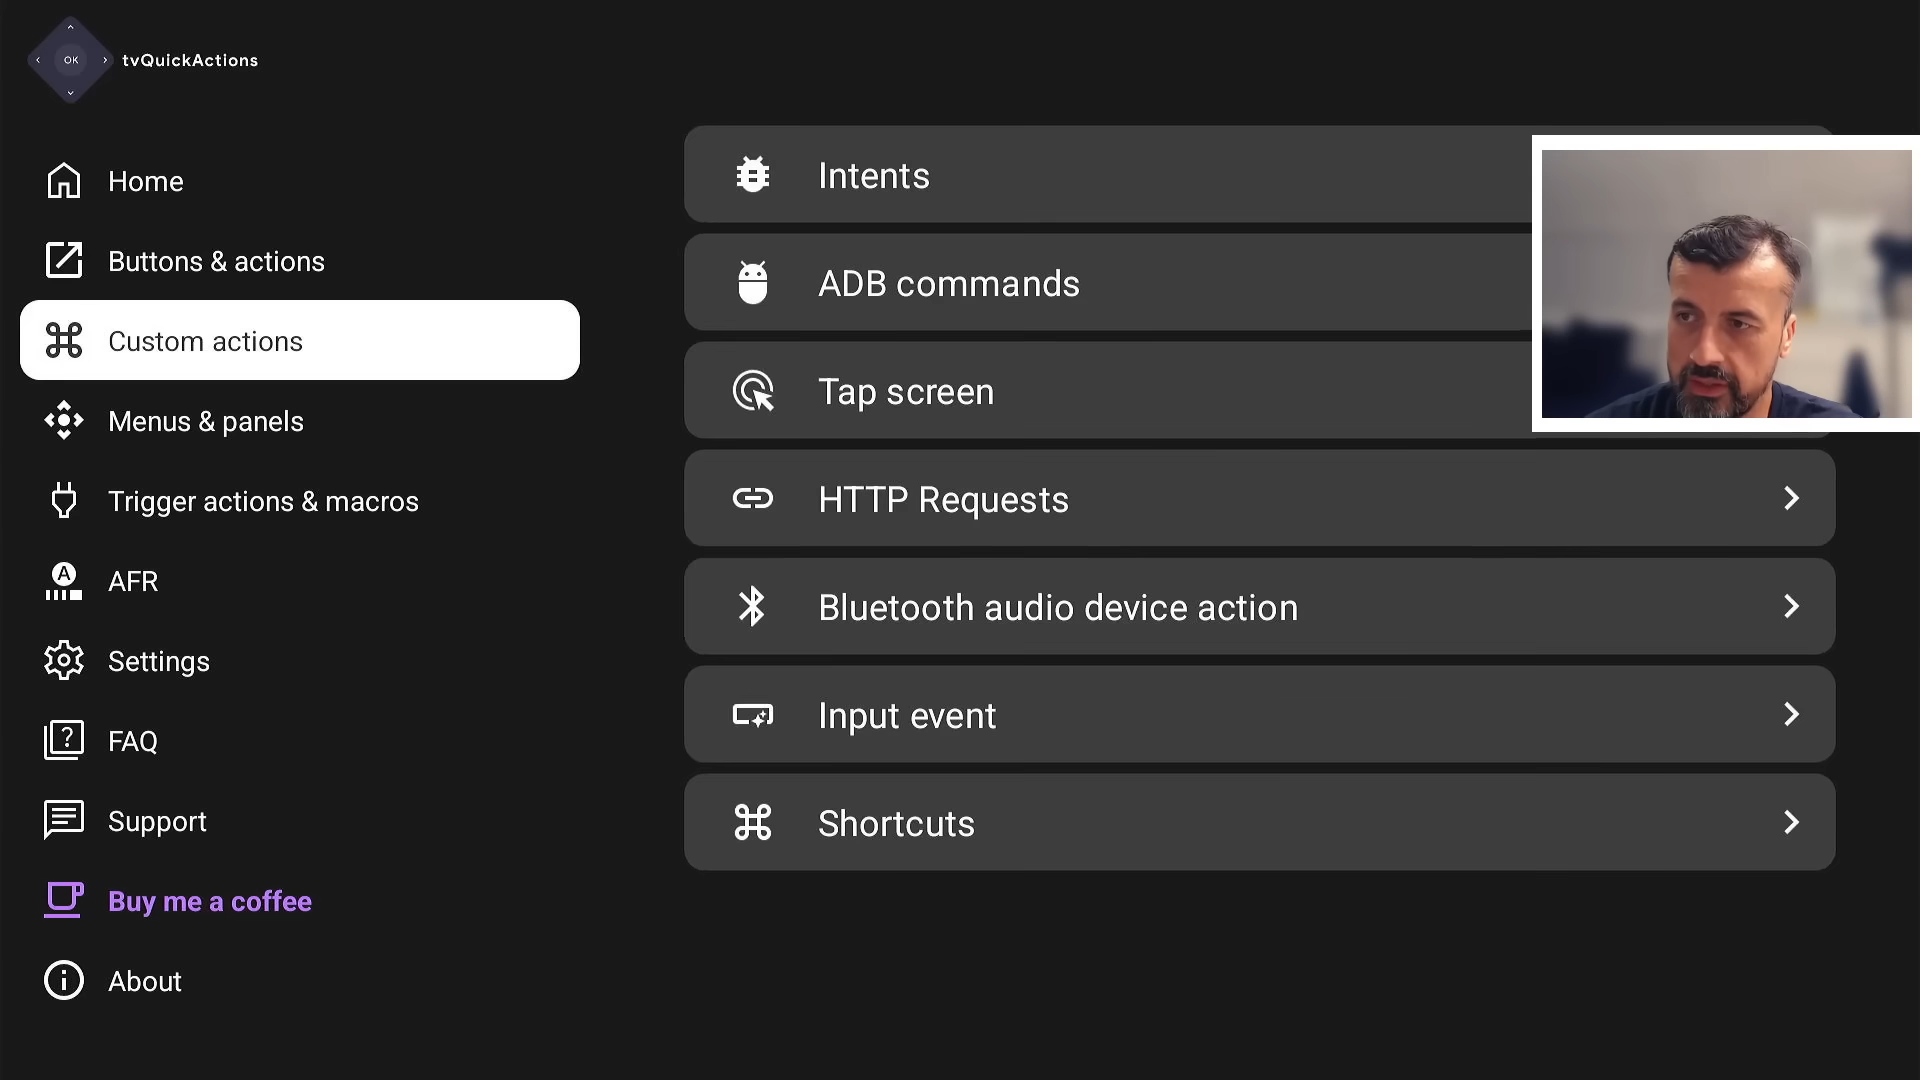 OK
tvQuickActions
Home
Buttons & actions
Custom actions
Menus & panels
Trigger actions & macros
A
AFR
Settings
?
FAQ
Support
Buy me a coffee
About
Intents
ADB commands
Tap screen
HTTP Requests
Bluetooth audio device action
Input event
Shortcuts